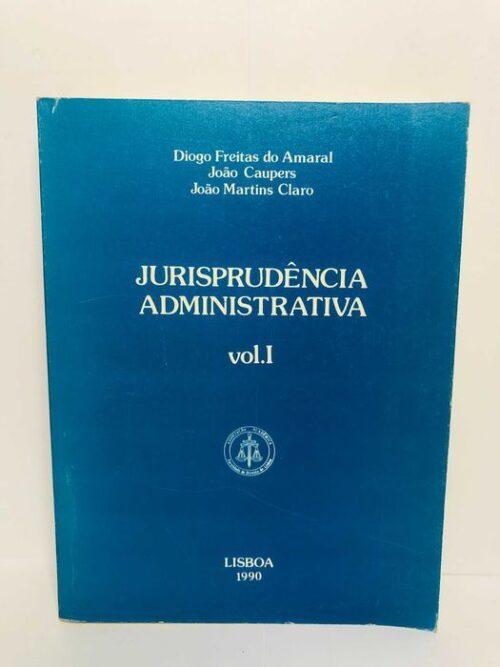 Diogo Freitas do Amaral
João Caupers
João Martins Claro
JURISPRUDÊNCIA
ADMINISTRATIVA
vol.I
LISBOA
1990